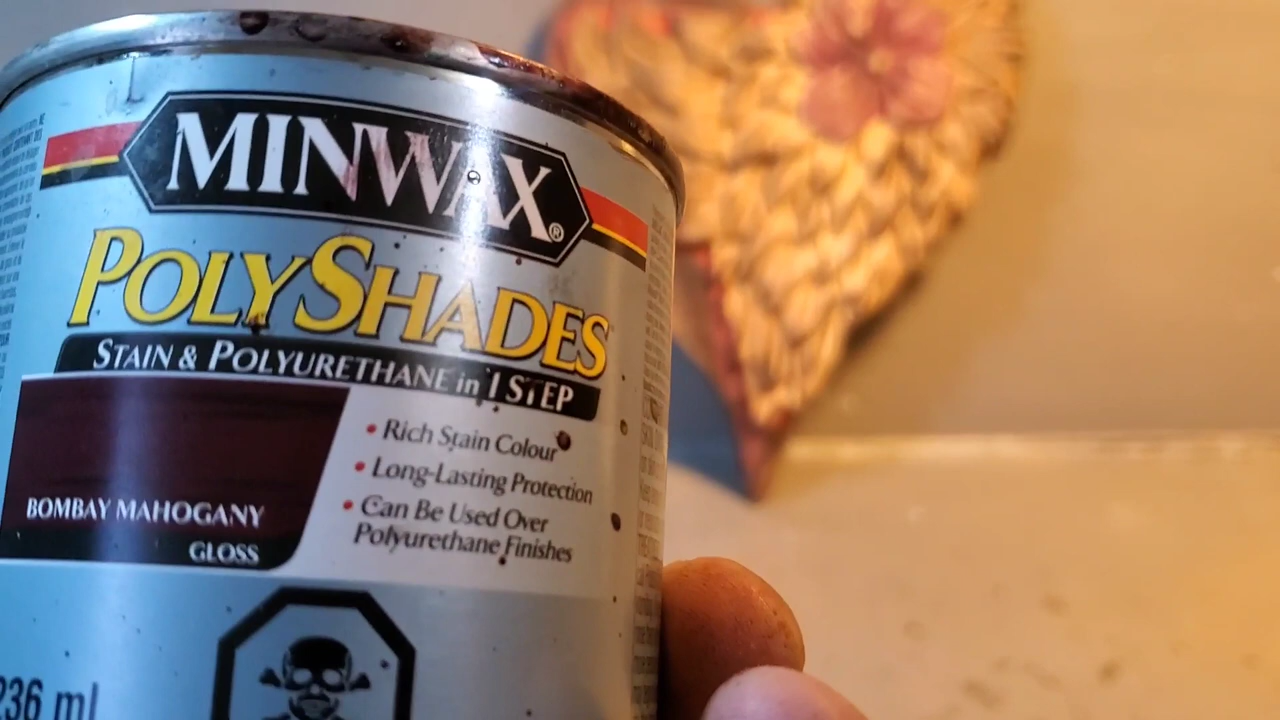 MINWAX®
POLYSHADES
STAIN & POLYURETHANE in 1 STEP
• Rich Stain Colour
• Long-Lasting Protection
• Can Be Used Over
Polyurethane Finishes
BOMBAY MAHOGANY
GLOSS
236 ml